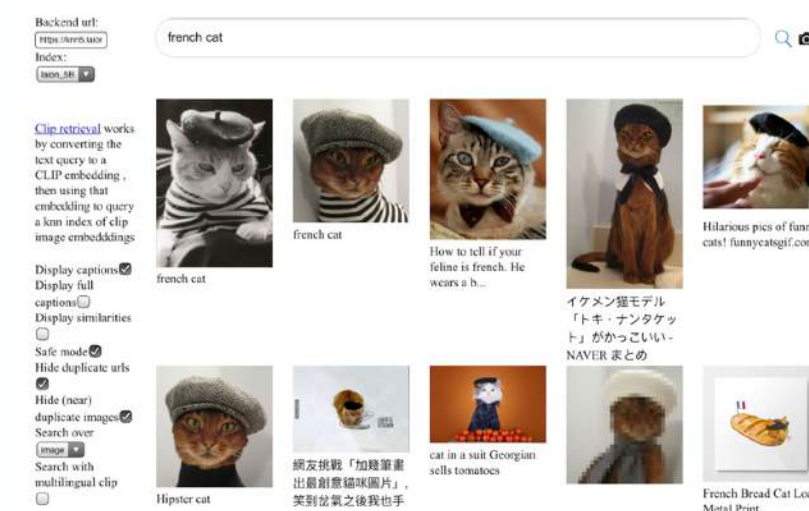 Backend url:
Index:
laion_5B
french cat
Clip retrieval works
by converting the
text query to a
CLIP embedding ,
then using that
embedding to query
a knn index of clip
image embedddings
Display captions
Display full
captions
Display similarities
Safe mode
Hide duplicate urls
Hide (near)
duplicate images
Search over
image
Search with
multilingual clip
french cat
french cat
How to tell if your
feline is french. He
wears a b...
イケメン猫モデル
「トキ・ナンタケッ
ト」がかっこいい -
NAVER まとめ
Hilarious pics of funn
cats! funnycatsgif.con
Hipster cat
網友挑戰「加幾筆畫
出最創意貓咪圖片」,
笑到岔氣之後我也手
cat in a suit Georgian
sells tomatoes
French Bread Cat Loa
Metal Print